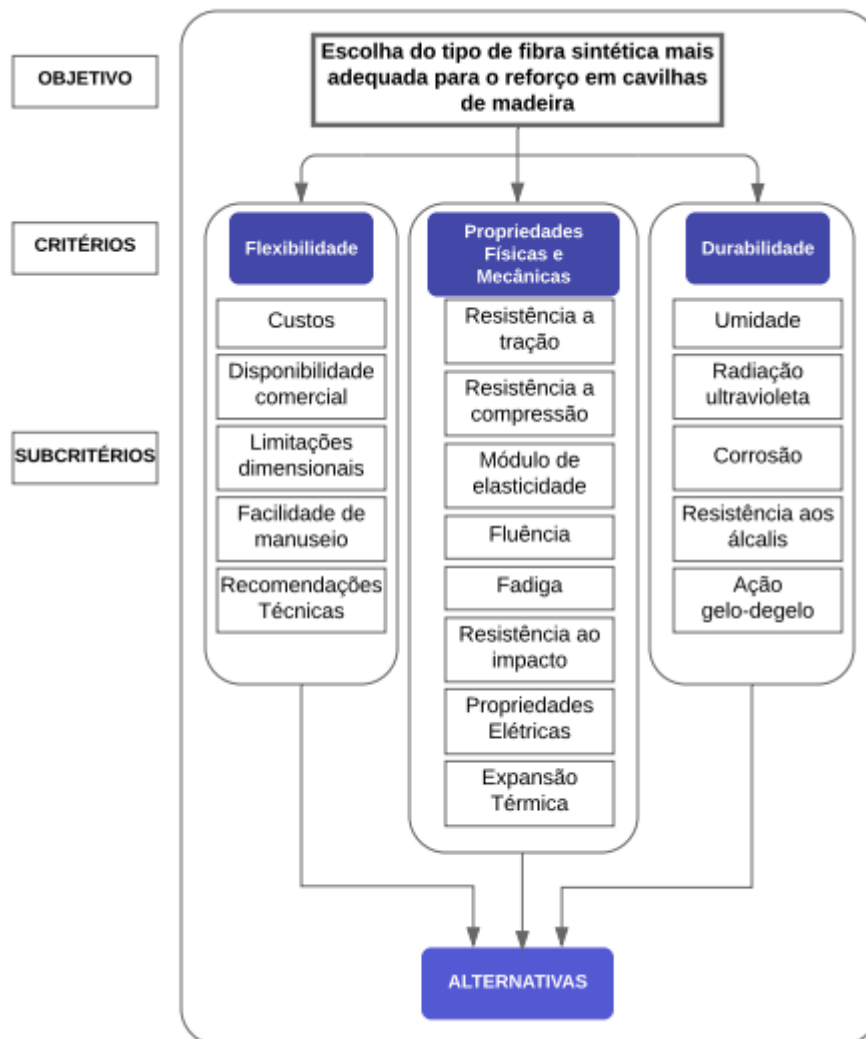 OBJETIVO
Escolha do tipo de fibra sintética mais
adequada para o reforço em cavilhas
de madeira
CRITÉRIOS
Flexibilidade
Propriedades
Físicas e
Mecânicas
Durabilidade
SUBCRITÉRIOS
Custos
Disponibilidade
comercial
Limitações
dimensionais
Facilidade de
manuseio
Recomendações
Técnicas
Resistência a
tração
Resistência a
compressão
Módulo de
elasticidade
Fluência
Fadiga
Resistência ao
impacto
Propriedades
Elétricas
Expansão
Térmica
Umidade
Radiação
ultravioleta
Corrosão
Resistência aos
álcalis
Ação
gelo-degelo
ALTERNATIVAS